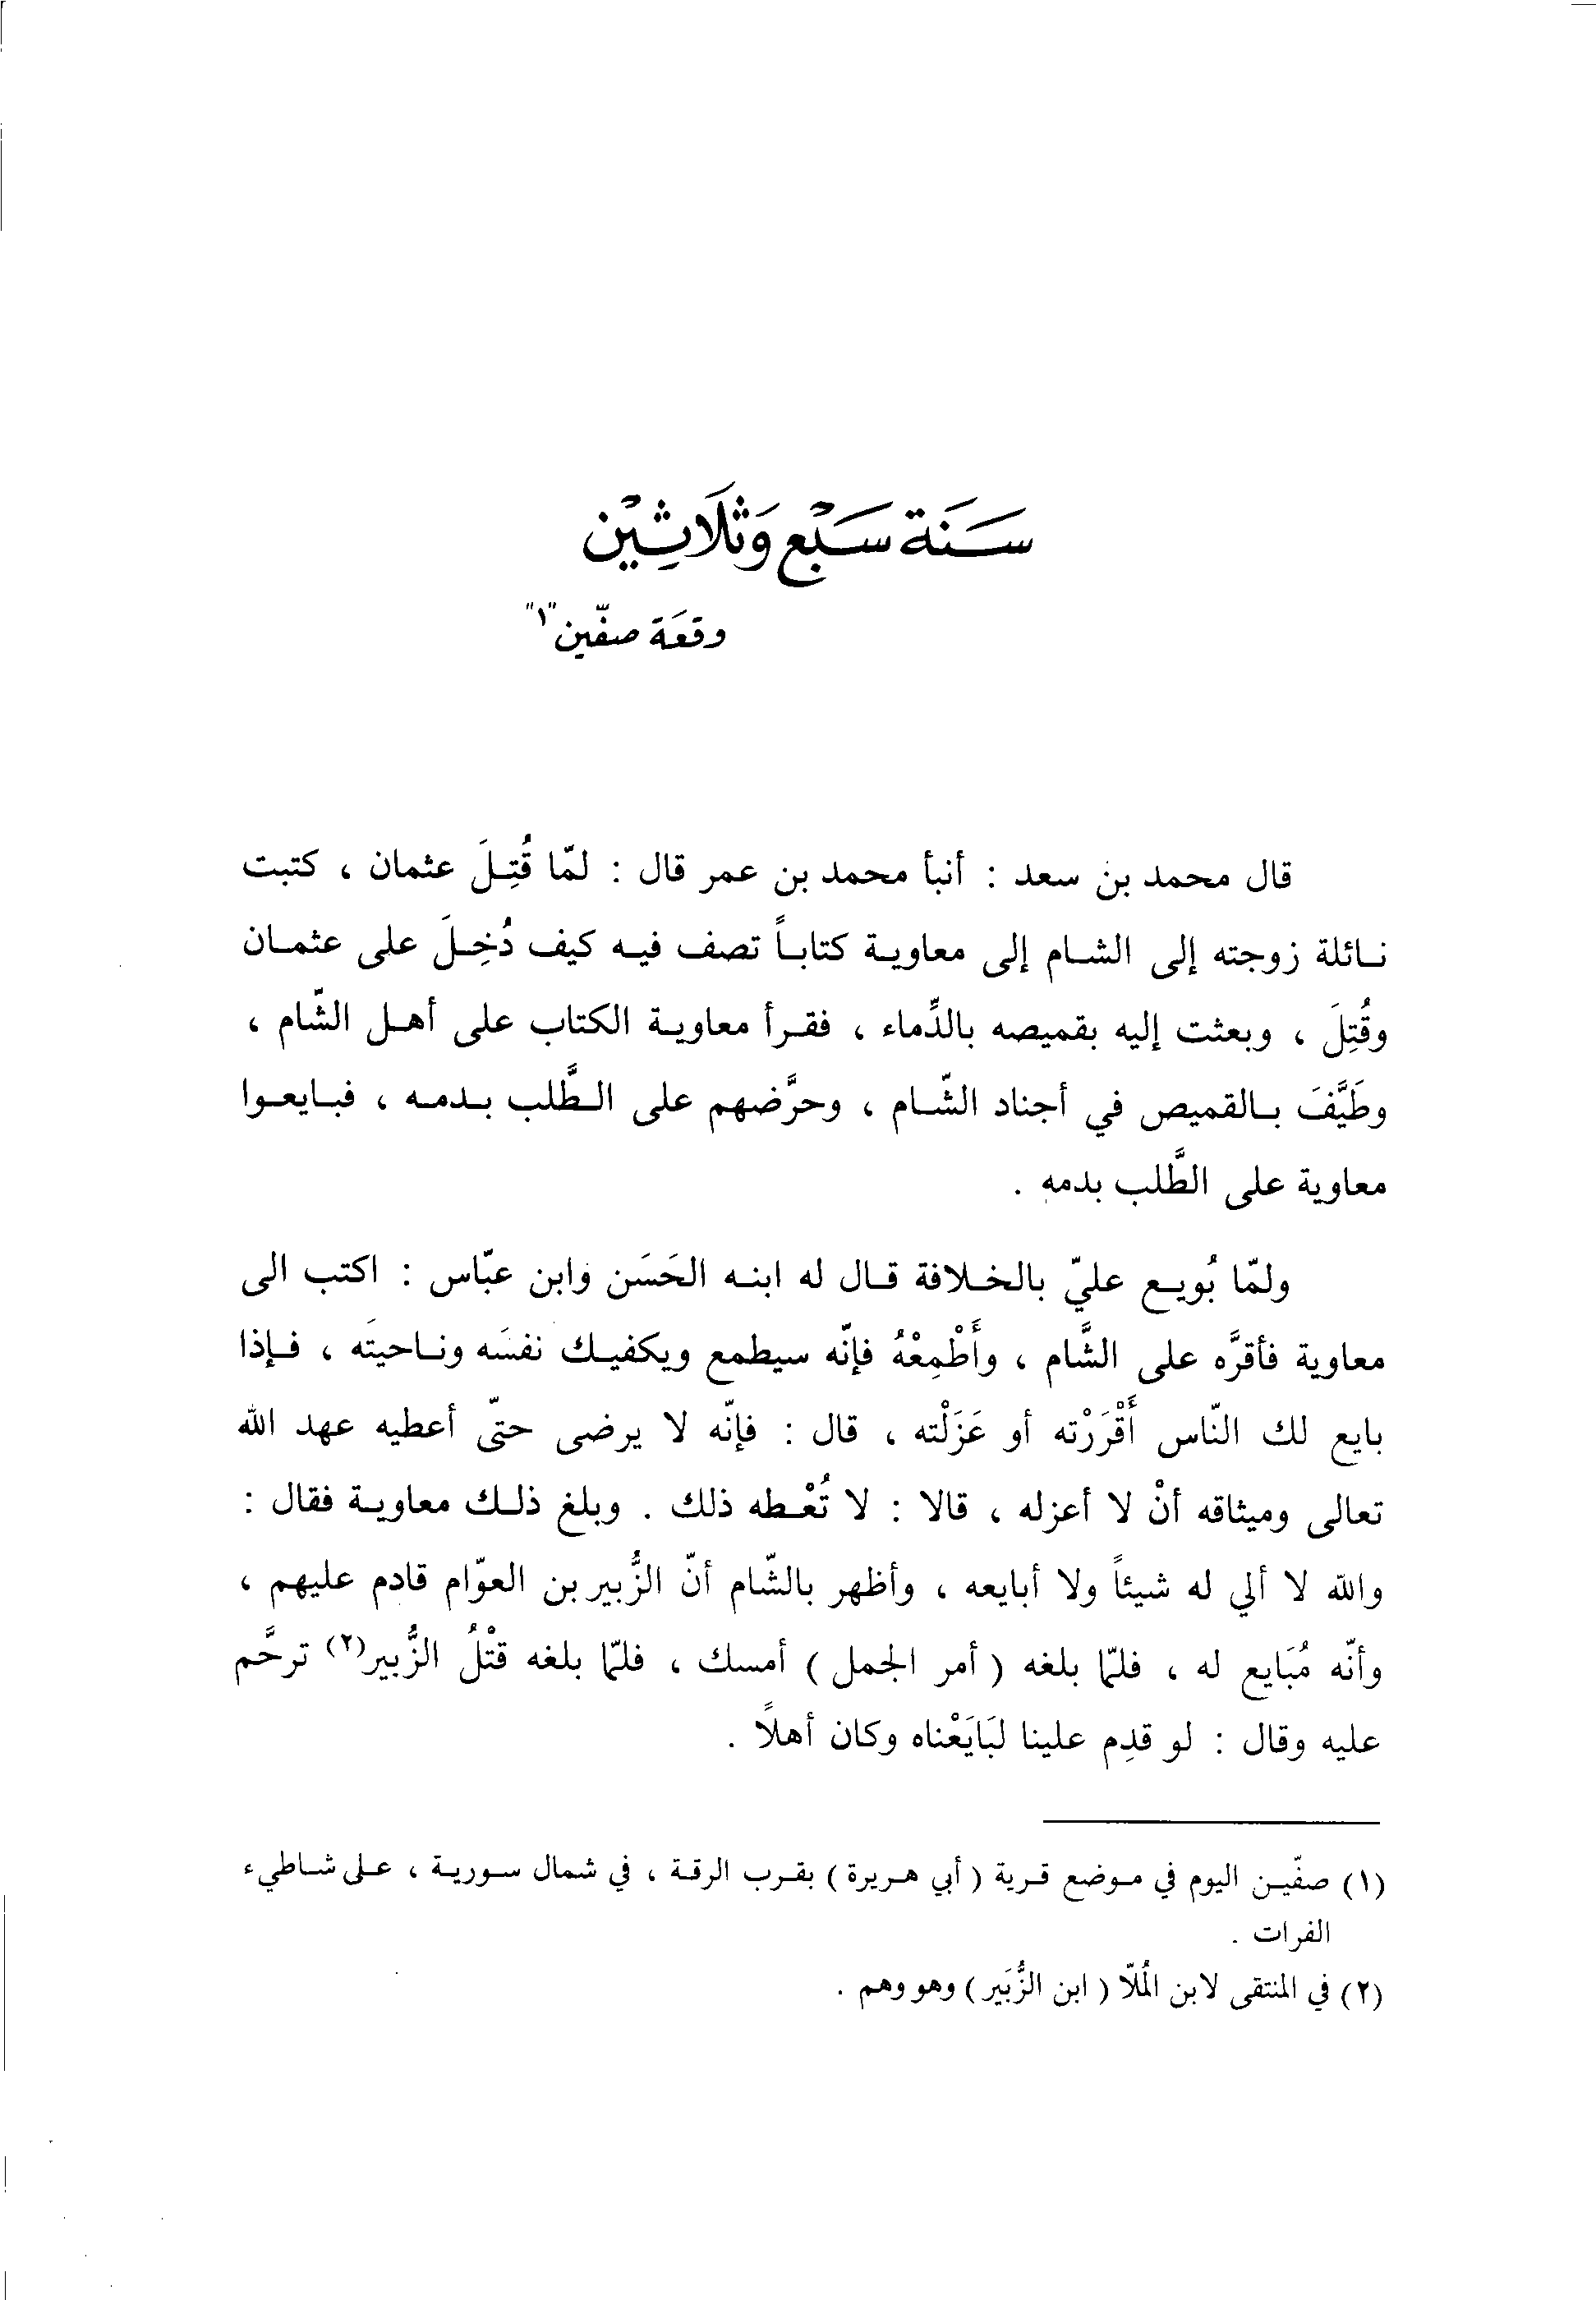 سَنَة سَبْع وَثَلَاثِيْن
وقعَة صفّين"١"
قال محمد بن سعد : أنبأ محمد بن عمر قال : لمّا قُتِلَ عثمان ، كتبت
نائلة زوجته إلى الشام إلى معاوية كتاباً تصف فيه كيف دُخِلَ على عثمان
وقُتِلَ ، وبعثت إليه بقميصه بالدِّماء ، فقرأ معاوية الكتاب على أهل الشّام ،
وطَيَّفَ بالقميص في أجناد الشّام ، وحرَّضهم على الطَّلب بدمه ، فبايعوا
معاوية على الطَّلب بدمه .
ولمّا بُويع عليّ بالخلافة قال له ابنه الحَسَن وابن عبّاس : اكتب الى
معاوية فأقرَّه على الشَّام ، وأَطْمِعْهُ فإنّه سيطمع ويكفيك نفسَه وناحيتَه ، فإذا
بايع لك النّاس أَقْرَرْته أو عَزَلْته ، قال : فإنّه لا يرضى حتّى أعطيه عهد الله
تعالى وميثاقه أنْ لا أعزله ، قالا : لا تُعْطه ذلك . وبلغ ذلك معاوية فقال :
والله لا ألي له شيئاً ولا أبايعه ، وأظهر بالشّام أنّ الزُّبير بن العوّام قادم عليهم ،
وأنّه مُبَايع له ، فلمّا بلغه ( أمر الجمل ) أمسك ، فلمّا بلغه قتْلُ الزُّبير(٢) ترحَّم
عليه وقال : لو قدِم علينا لبَايَعْناه وكان أهلاً .
(١) صفّين اليوم في موضع قرية ( أبي هريرة ) بقرب الرقة ، في شمال سورية ، على شاطيء
الفرات .
(٢) في المنتقى لابن المُلّا ( ابن الزُّبَير ) وهو وهم .